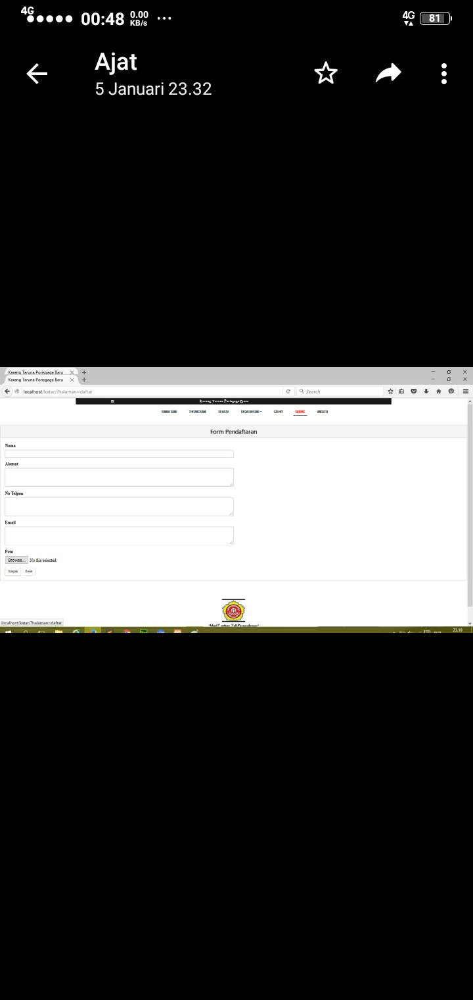 4G 00:48 0.00 KB/s ... 4G 81
Ajat
5 Januari 23.32
Karang Taruna Porisgaga Baru
Karang Taruna Porisgaga Baru
localhost/katar/?halaman=daftar Search
Karang Taruna Porisgaga Baru
RUMAH KAMI TENTANG KAMI SEJARAH KEGIATAN KAMI GALERY GABUNG ANGGOTA
Form Pendaftaran
Nama
Alamat
No Telpon
Email
Foto
Browse... No file selected.
Simpan Reset
localhost/katar/?halaman=daftar
23.19